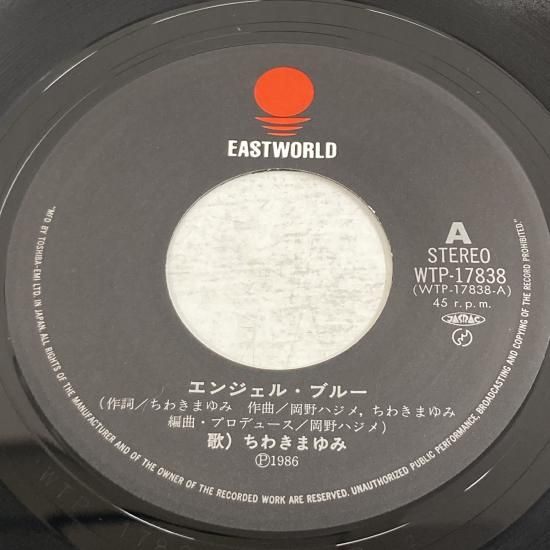 EASTWORLD
A
STEREO
WTP-17838
(WTP-17838-A)
45 r.p.m.
JASRAC
エンジェル・ブルー
(作詞/ちわきまゆみ 作曲/岡野ハジメ, ちわきまゆみ
編曲・プロデュース/岡野ハジメ)
歌) ちわきまゆみ
Ⓟ1986
"MF'D BY TOSHIBA-EMI LTD. IN JAPAN ALL RIGHTS OF THE MANUFACTURER AND OF THE OWNER OF THE RECORDED WORK ARE RESERVED. UNAUTHORIZED PUBLIC PERFORMANCE, BROADCASTING AND COPYING OF THE RECORD PROHIBITED."